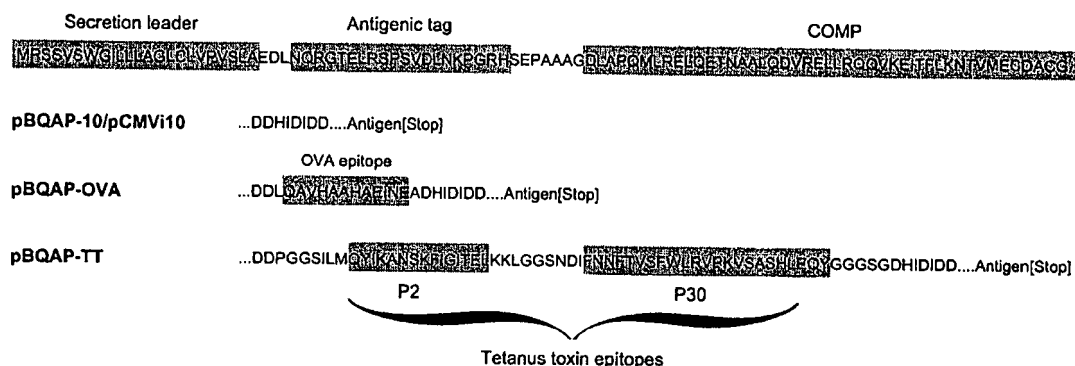 Secretion leader Antigenic tag COMP
MPSSVSWGILLLAGLCLVPVSLAEDLNQRGTELRSPSVDLNKPGRHSEPAAAGDLAPQMLRELQETNAALQDVRELLRQQVKEITFLKNTVMECDACG
pBQAP-10/pCMVi10 ...DDHIDIDD....Antigen[Stop]
OVA epitope
pBQAP-OVA ...DDLQAVHAAHAEINEADHIDIDD....Antigen[Stop]
pBQAP-TT ...DDPGGSILMQYIKANSKFIGITELKKLGGSNDIFNNFTVSFWLRVPKVSASHLEQYGGGSGDHIDIDD....Antigen[Stop]
P2 P30
Tetanus toxin epitopes